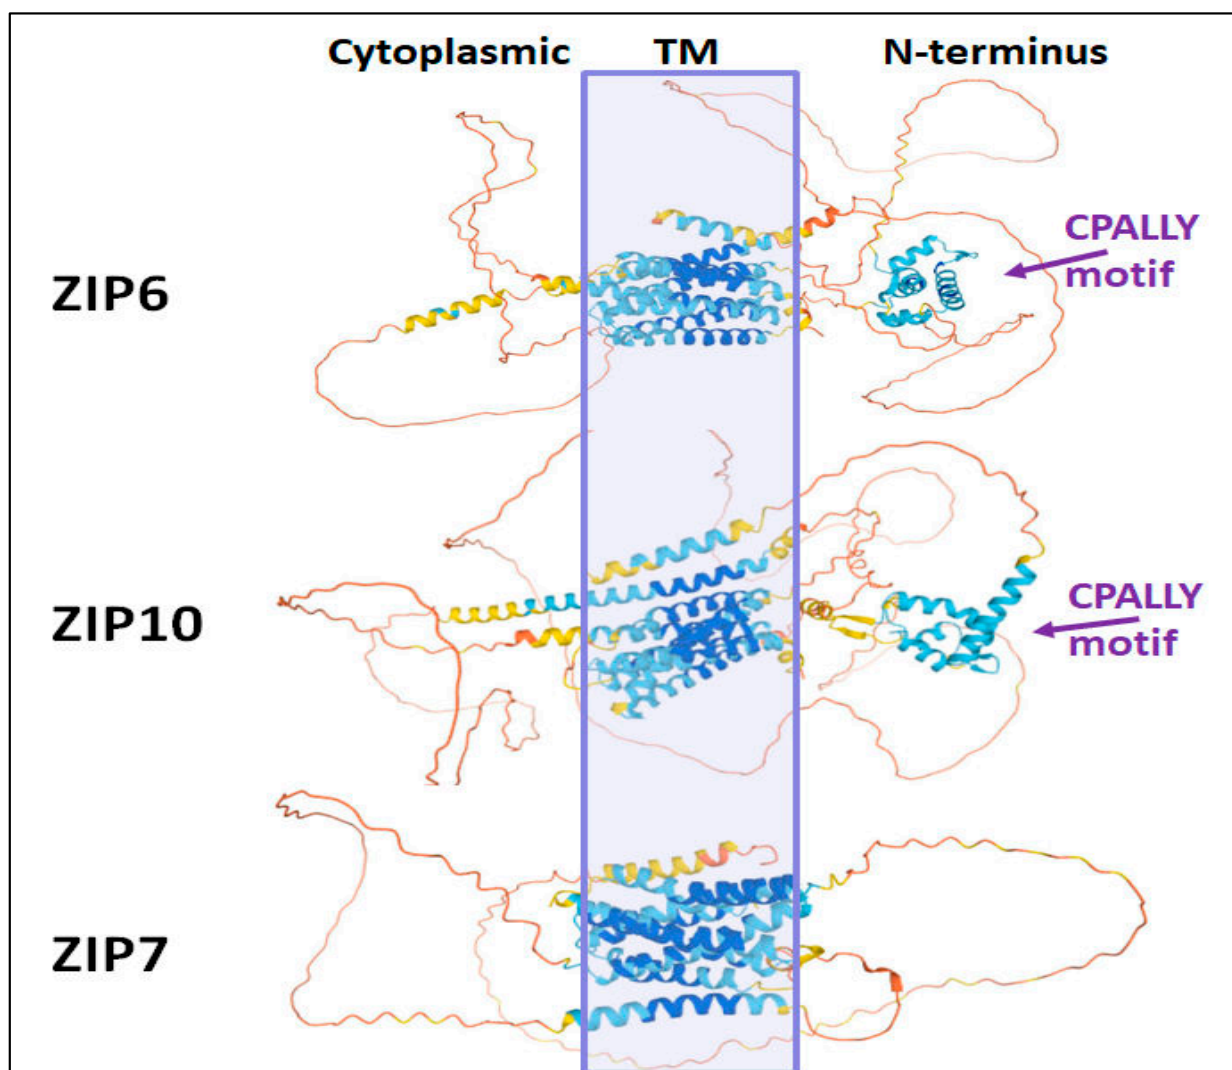 Cytoplasmic TM N-terminus
CPALLY
motif
ZIP6
CPALLY
motif
ZIP10
ZIP7